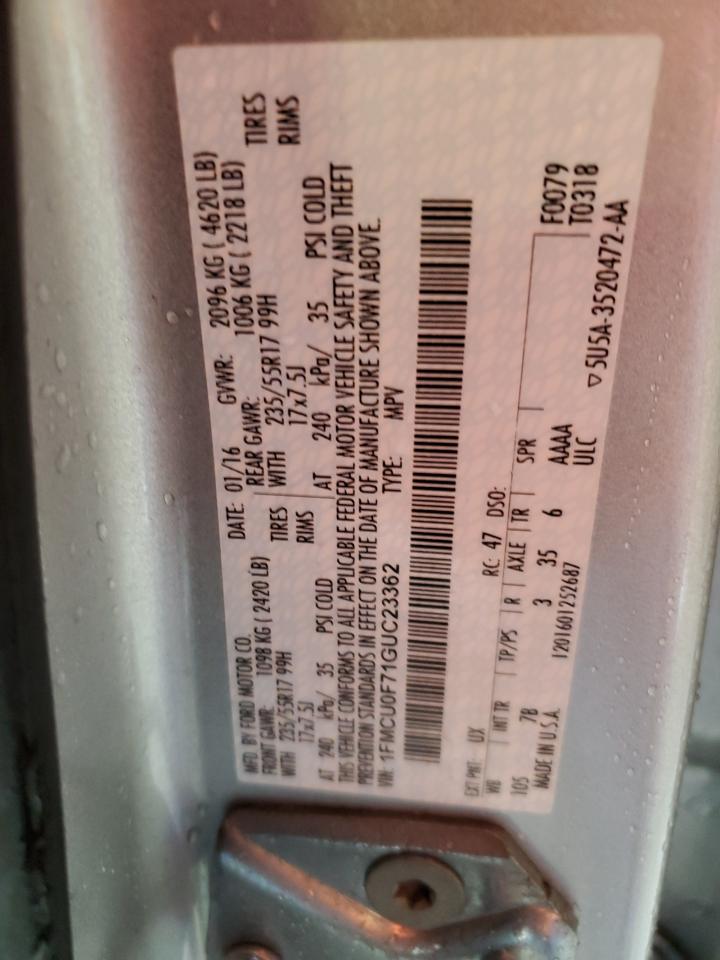 MFD. BY FORD MOTOR CO.
DATE: 01/16 GVWR: 2096 KG ( 4620 LB)
FRONT GAWR: 1098 KG ( 2420 LB) REAR GAWR: 1006 KG ( 2218 LB)
WITH 235/55R17 99H TIRES WITH 235/55R17 99H TIRES
17x7.5J RIMS 17x7.5J RIMS
AT 240 kPa/ 35 PSI COLD AT 240 kPa/ 35 PSI COLD
THIS VEHICLE CONFORMS TO ALL APPLICABLE FEDERAL MOTOR VEHICLE SAFETY AND THEFT
PREVENTION STANDARDS IN EFFECT ON THE DATE OF MANUFACTURE SHOWN ABOVE.
VIN: 1FMCU0F71GUC23362 TYPE: MPV
EXT PNT: UX RC: 47 DSO:
WB INT TR TP/PS R AXLE TR SPR F0079
105 7B 3 35 6 AAAA T0318
MADE IN U.S.A. 1201601252687 ULC ▽5U5A-3520472-AA